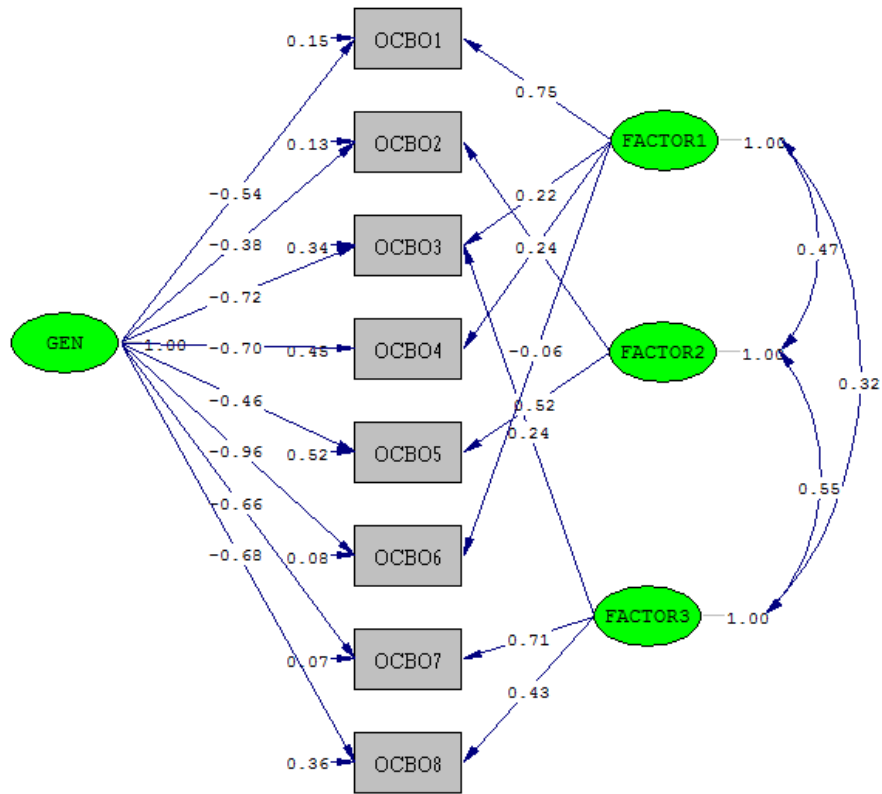 0.15 OCBO1
0.75
0.13 OCBO2 FACTOR1 1.00
-0.54
0.22
-0.38 0.34 OCBO3 0.24 0.47
-0.72
GEN 1.00 -0.70 0.45 OCBO4 -0.06 FACTOR2 1.00
0.32
-0.46 0.52
0.24
-0.96 0.52 OCBO5
0.55
-0.66
-0.68 0.08 OCBO6
FACTOR3 1.00
0.71
0.07 OCBO7
0.43
0.36 OCBO8